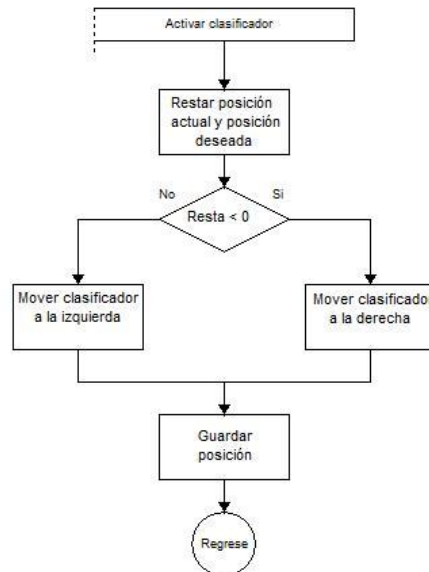 Activar clasificador
Restar posición
actual y posición
deseada
No
Si
Resta < 0
Mover clasificador
a la izquierda
Mover clasificador
a la derecha
Guardar
posición
Regrese